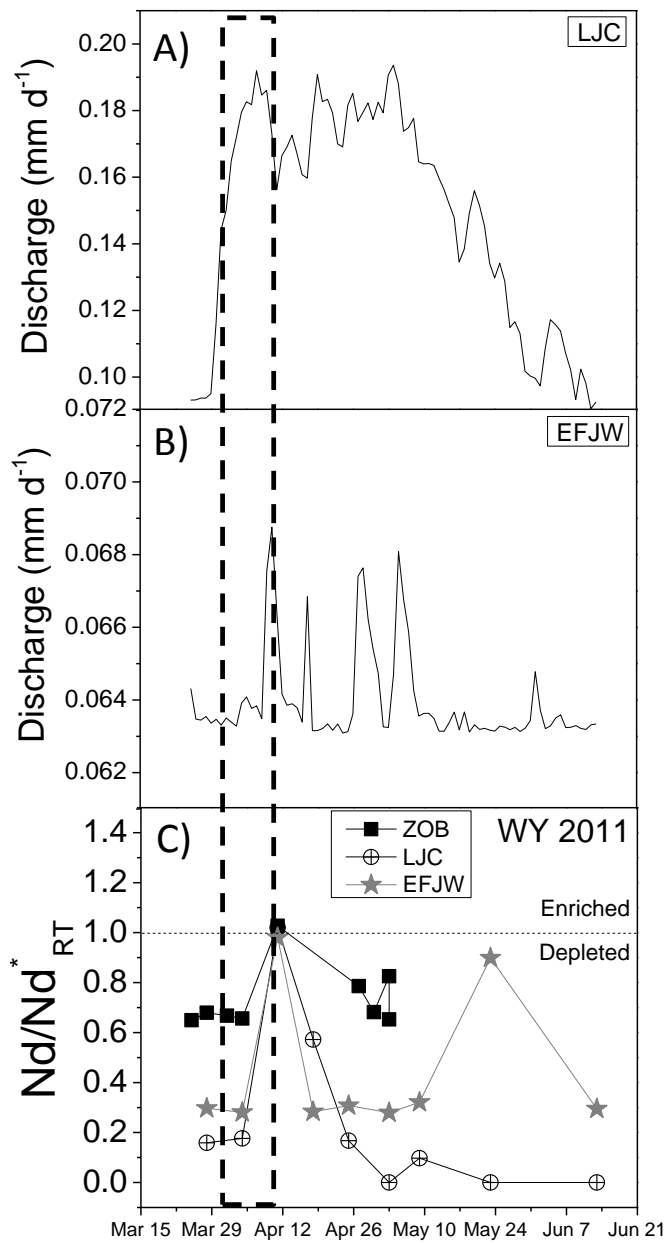 A)
LJC
0.20
0.18
0.16
0.14
0.12
0.10
Discharge (mm d⁻¹)
B)
EFJW
0.072
0.070
0.068
0.066
0.064
0.062
Discharge (mm d⁻¹)
C)
ZOB
LJC
EFJW
WY 2011
Enriched
Depleted
1.4
1.2
1.0
0.8
0.6
0.4
0.2
0.0
Nd/Nd*RT
Mar 15 Mar 29 Apr 12 Apr 26 May 10 May 24 Jun 7 Jun 21